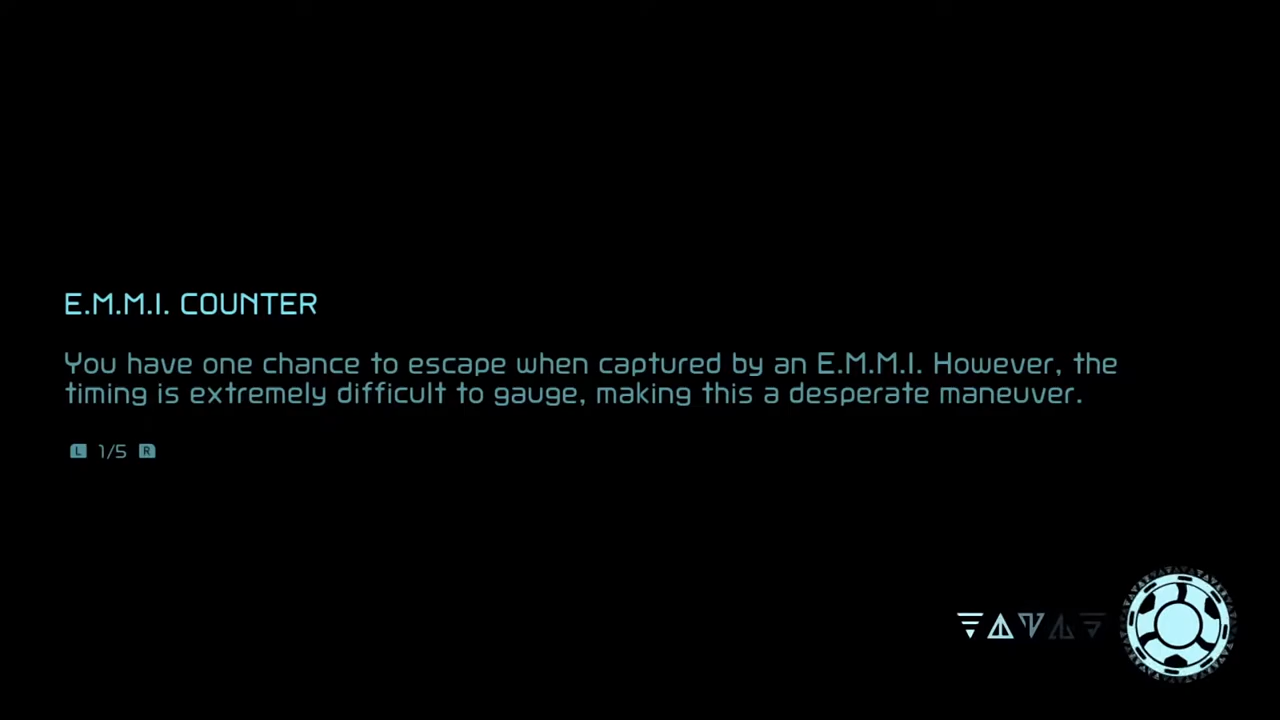 E.M.M.I. COUNTER
You have one chance to escape when captured by an E.M.M.I. However, the
timing is extremely difficult to gauge, making this a desperate maneuver.
L 1/5 R